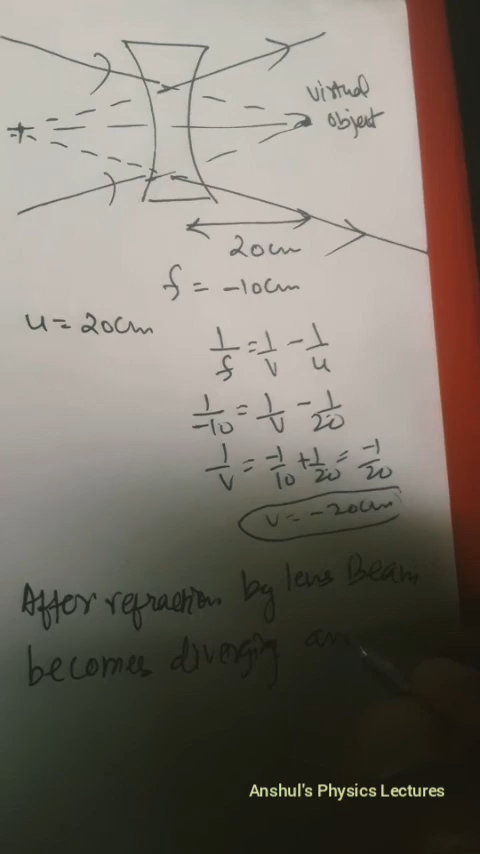 virtual
object
20cm
f = -10cm
u = 20cm
1/f = 1/v - 1/u
1/-10 = 1/v - 1/20
1/v = -1/10 + 1/20 = -1/20
v = -20cm
After refraction by lens Beam
becomes diverging an
Anshul's Physics Lectures